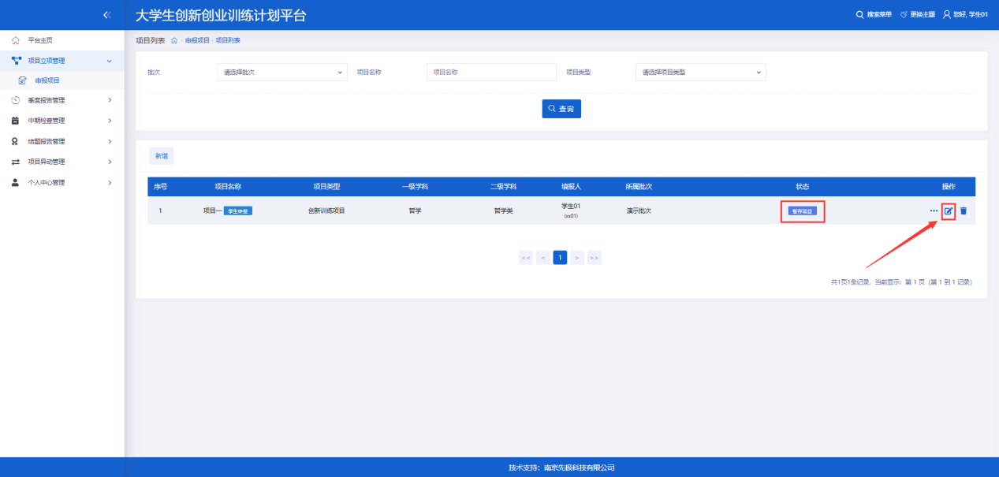 大学生创新创业训练计划平台
搜索菜单 更换主题 您好, 学生01
平台主页
项目立项管理
申报项目
季度报告管理
中期检查管理
结题报告管理
项目异动管理
个人中心管理
项目列表 申报项目 · 项目列表
批次 请选择批次 项目名称 项目名称 项目类型 请选择项目类型
查询
新增
序号 项目名称 项目类型 一级学科 二级学科 填报人 所属批次 状态 操作
1 项目一 学生申报 创新训练项目 哲学 哲学类 学生01 演示批次 暂存项目
(xs01)
<< < 1 > >>
共1页1条记录, 当前显示: 第 1 页 (第 1 到 1 记录)
技术支持: 南京先极科技有限公司